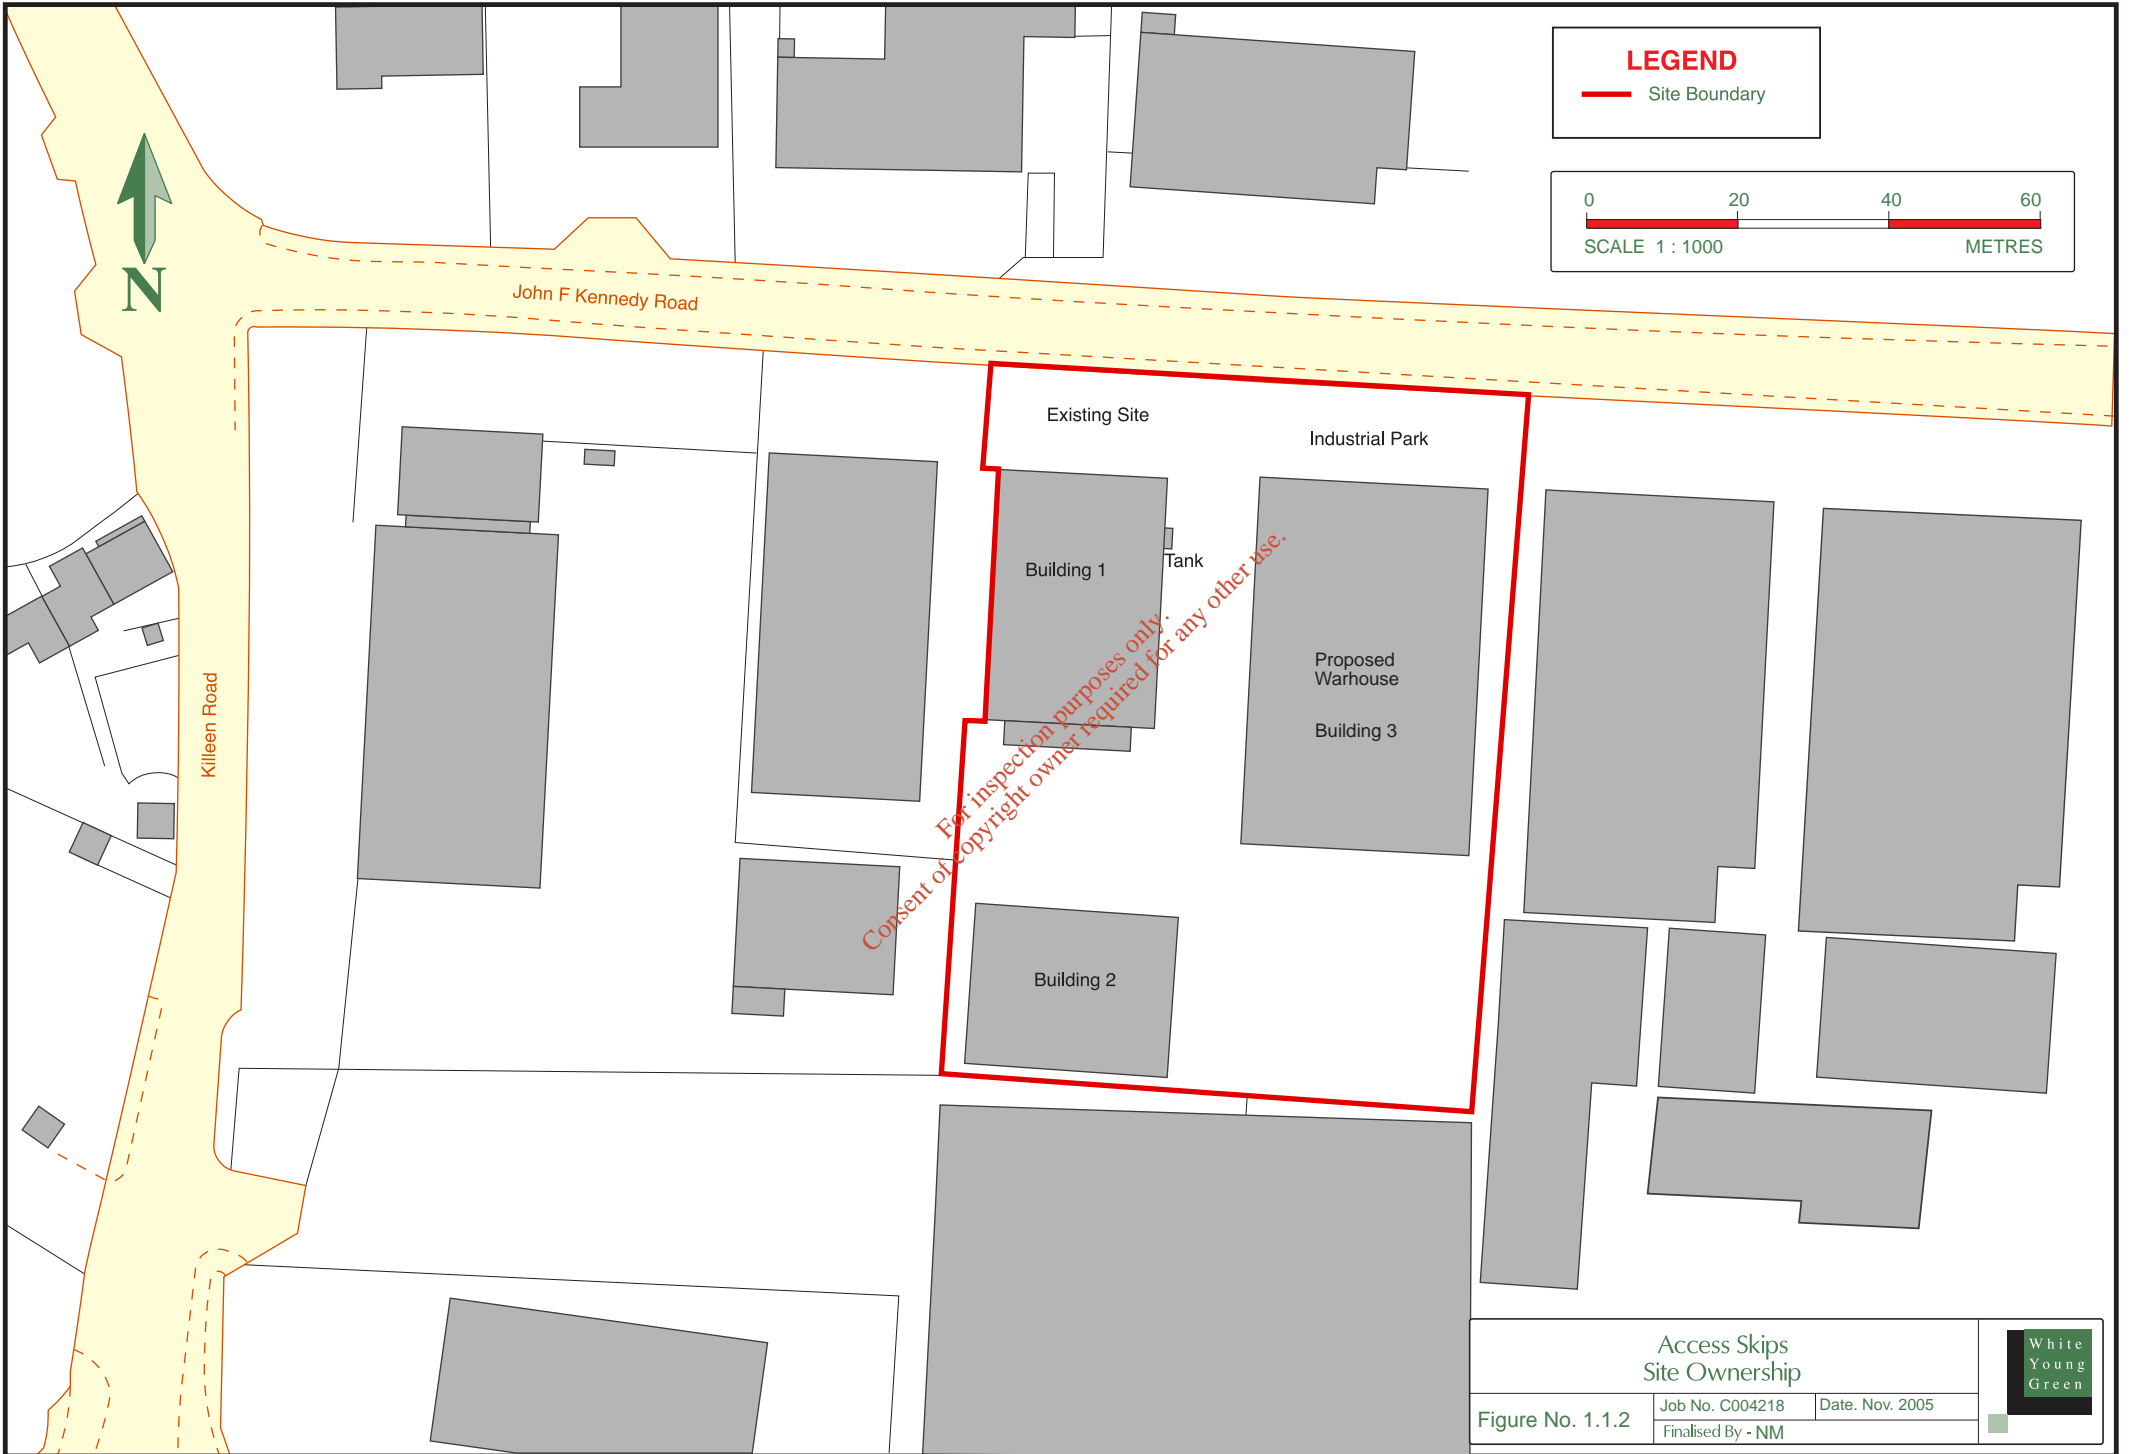 LEGEND
Site Boundary
0 20 40 60
SCALE 1 : 1000 METRES
N
John F Kennedy Road
Existing Site
Industrial Park
Building 1
Tank
For inspection purposes only.
Consent of copyright owner required for any other use.
Proposed
Warhouse
Building 3
Killeen Road
Building 2
Access Skips
Site Ownership
Figure No. 1.1.2
Job No. C004218
Date. Nov. 2005
Finalised By - NM
White
Young
Green